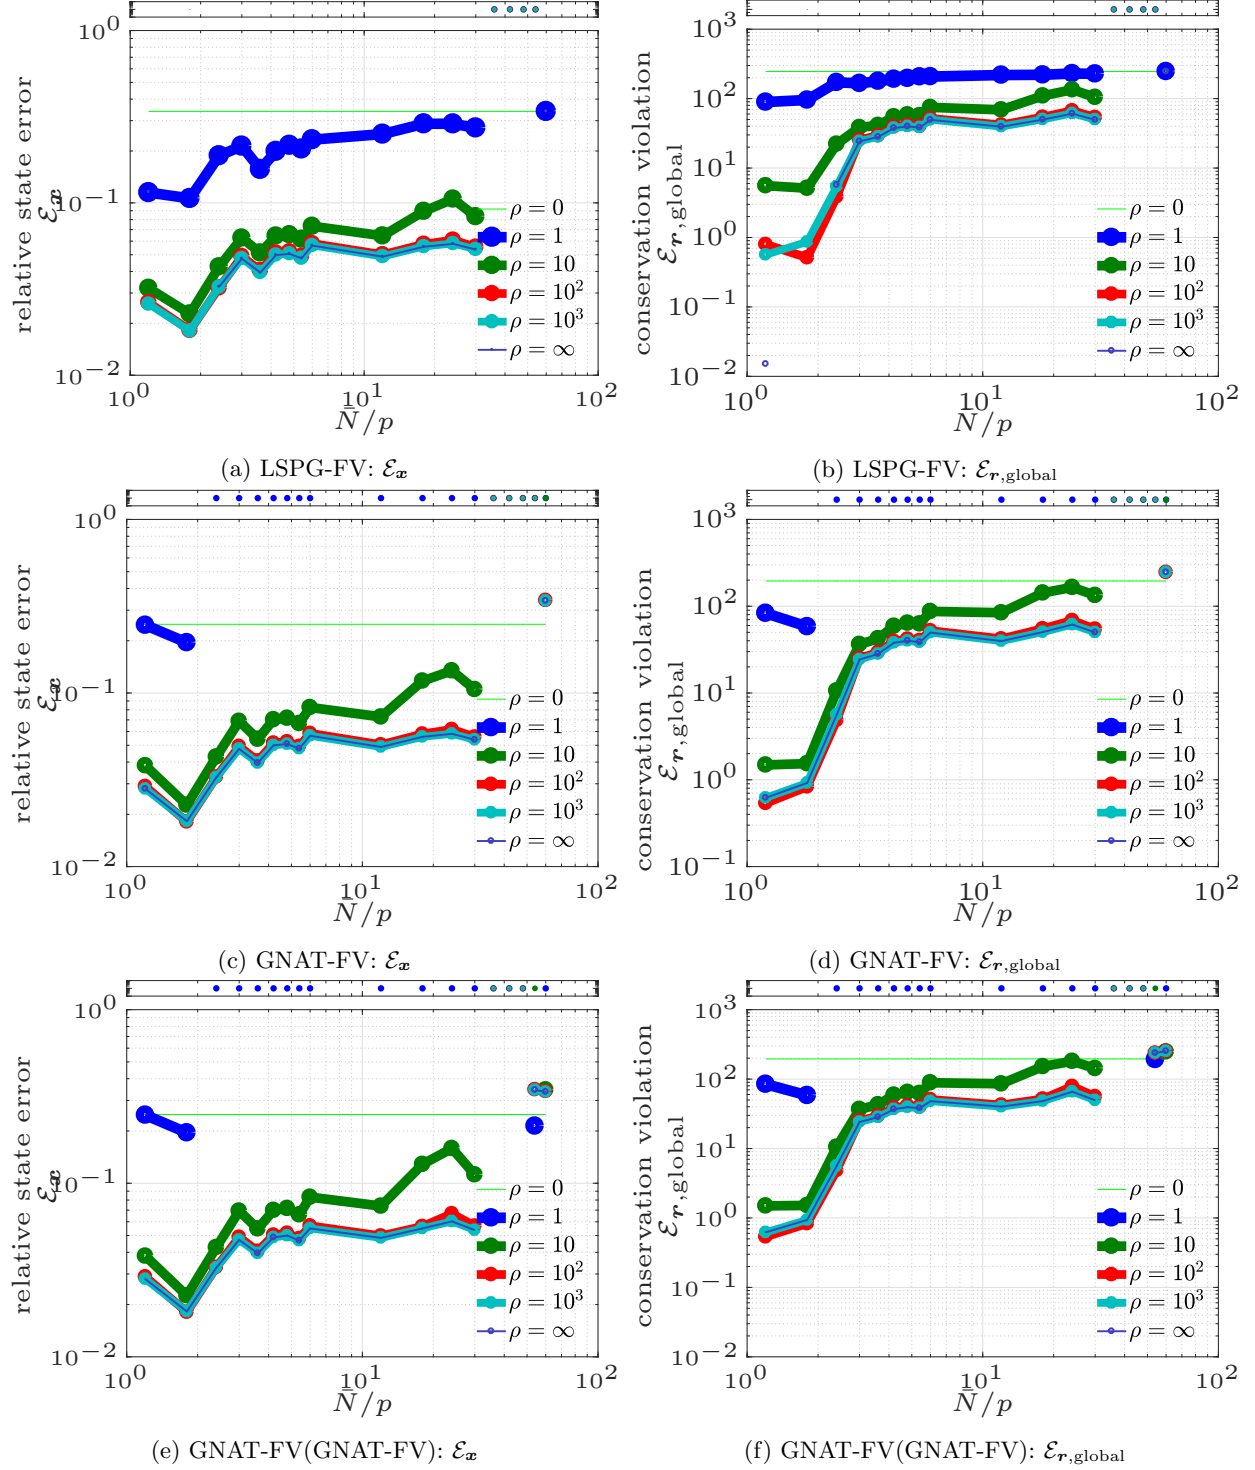 10^0
relative state error
ℰ_x
10^{-1}
10^{-2}
10^0
10^1
10^2
N̄/p
ρ = 0
ρ = 1
ρ = 10
ρ = 10^2
ρ = 10^3
ρ = ∞
(a) LSPG-FV: ℰ_x
10^3
10^2
10^1
10^0
10^{-1}
10^{-2}
conservation violation
ℰ_{r,global}
10^0
10^1
10^2
N̄/p
ρ = 0
ρ = 1
ρ = 10
ρ = 10^2
ρ = 10^3
ρ = ∞
(b) LSPG-FV: ℰ_{r,global}
10^0
relative state error
ℰ_x
10^{-1}
10^{-2}
10^0
10^1
10^2
N̄/p
ρ = 0
ρ = 1
ρ = 10
ρ = 10^2
ρ = 10^3
ρ = ∞
(c) GNAT-FV: ℰ_x
10^3
10^2
10^1
10^0
10^{-1}
conservation violation
ℰ_{r,global}
10^0
10^1
10^2
N̄/p
ρ = 0
ρ = 1
ρ = 10
ρ = 10^2
ρ = 10^3
ρ = ∞
(d) GNAT-FV: ℰ_{r,global}
10^0
relative state error
ℰ_x
10^{-1}
10^{-2}
10^0
10^1
10^2
N̄/p
ρ = 0
ρ = 1
ρ = 10
ρ = 10^2
ρ = 10^3
ρ = ∞
(e) GNAT-FV(GNAT-FV): ℰ_x
10^3
10^2
10^1
10^0
10^{-1}
10^{-2}
conservation violation
ℰ_{r,global}
10^0
10^1
10^2
N̄/p
ρ = 0
ρ = 1
ρ = 10
ρ = 10^2
ρ = 10^3
ρ = ∞
(f) GNAT-FV(GNAT-FV): ℰ_{r,global}